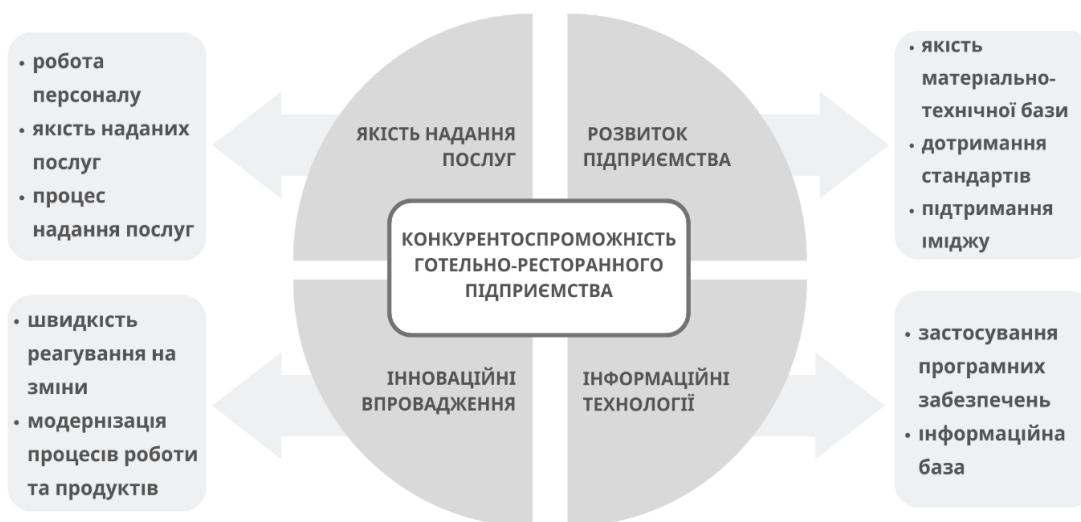 • робота
персоналу
• якість наданих
послуг
• процес
надання послуг
ЯКІСТЬ НАДАННЯ
ПОСЛУГ
РОЗВИТОК
ПІДПРИЄМСТВА
• якість
матеріально-
технічної бази
• дотримання
стандартів
• підтримання
іміджу
КОНКУРЕНТОСПРОМОЖНІСТЬ
ГОТЕЛЬНО-РЕСТОРАННОГО
ПІДПРИЄМСТВА
• швидкість
реагування на
зміни
• модернізація
процесів роботи
та продуктів
ІННОВАЦІЙНІ
ВПРОВАДЖЕННЯ
ІНФОРМАЦІЙНІ
ТЕХНОЛОГІЇ
• застосування
програмних
забезпечень
• інформаційна
база